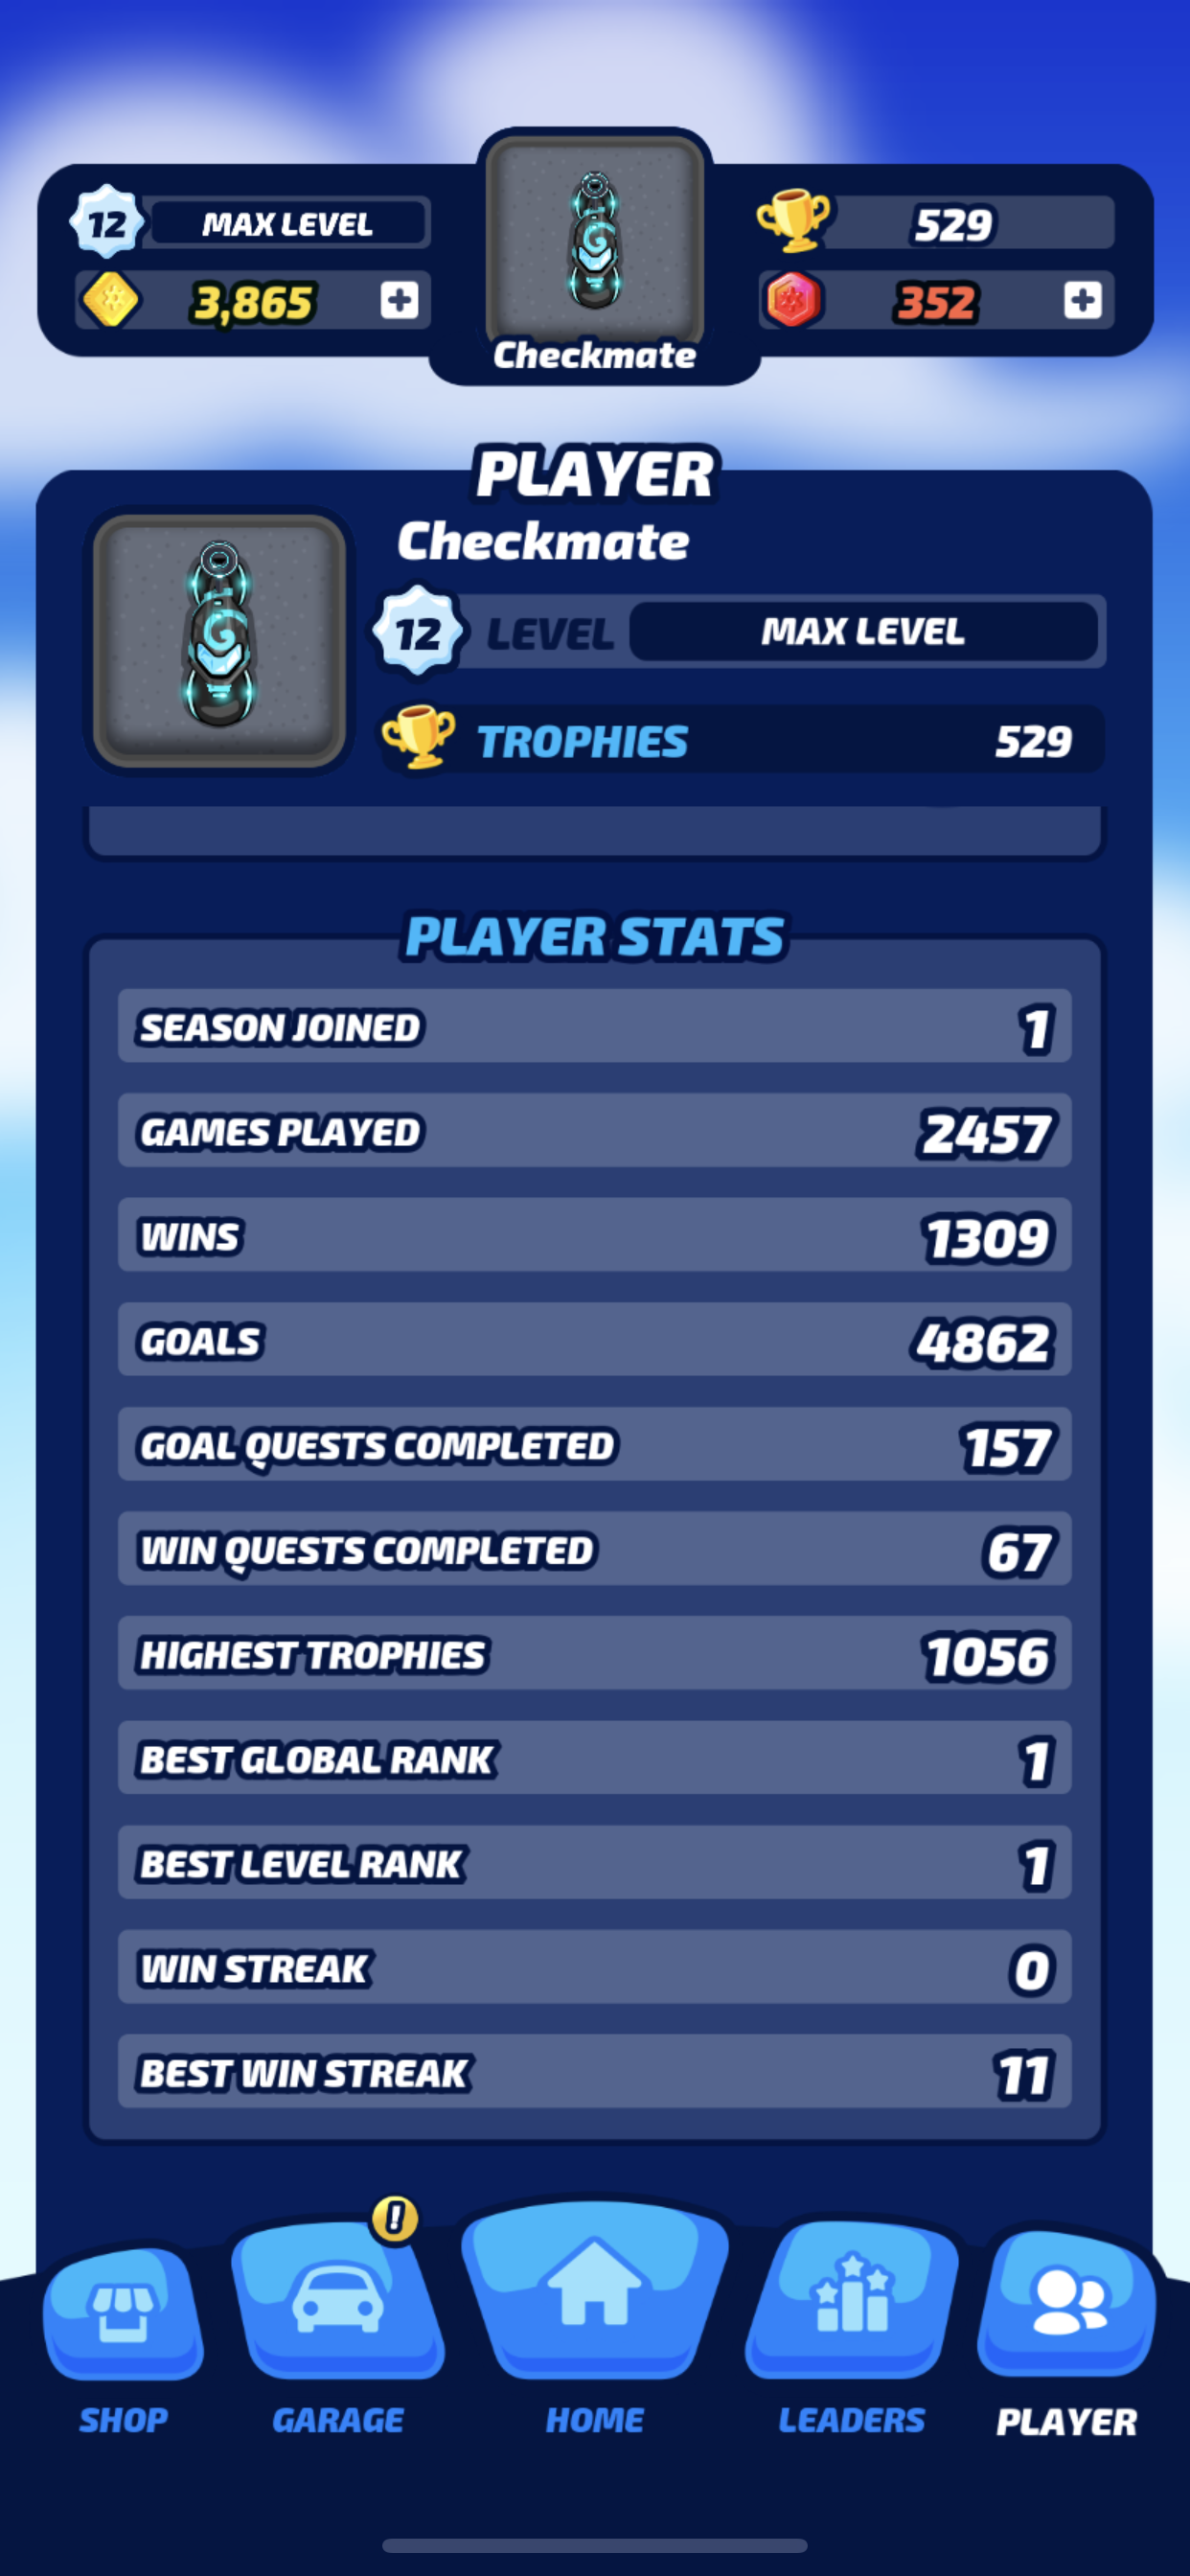 12 MAX LEVEL
529
3,865
352
Checkmate
PLAYER
Checkmate
12 LEVEL MAX LEVEL
TROPHIES 529
PLAYER STATS
SEASON JOINED 1
GAMES PLAYED 2457
WINS 1309
GOALS 4862
GOAL QUESTS COMPLETED 157
WIN QUESTS COMPLETED 67
HIGHEST TROPHIES 1056
BEST GLOBAL RANK 1
BEST LEVEL RANK 1
WIN STREAK 0
BEST WIN STREAK 11
!
SHOP GARAGE HOME LEADERS PLAYER